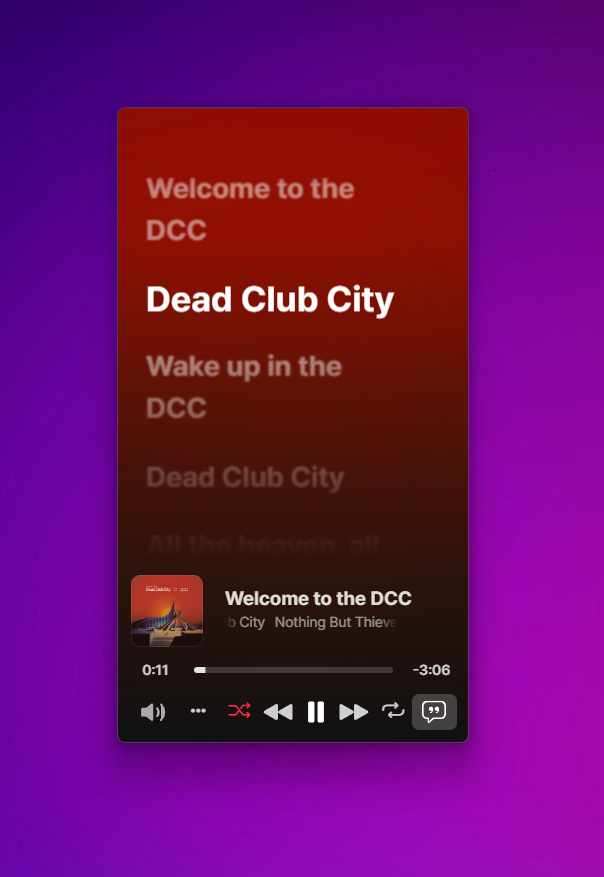 Welcome to the
DCC
Dead Club City
Wake up in the
DCC
Dead Club City
All the heaven, all
Dead Club City
DCC
Welcome to the DCC
b City Nothing But Thieve
0:11
-3:06